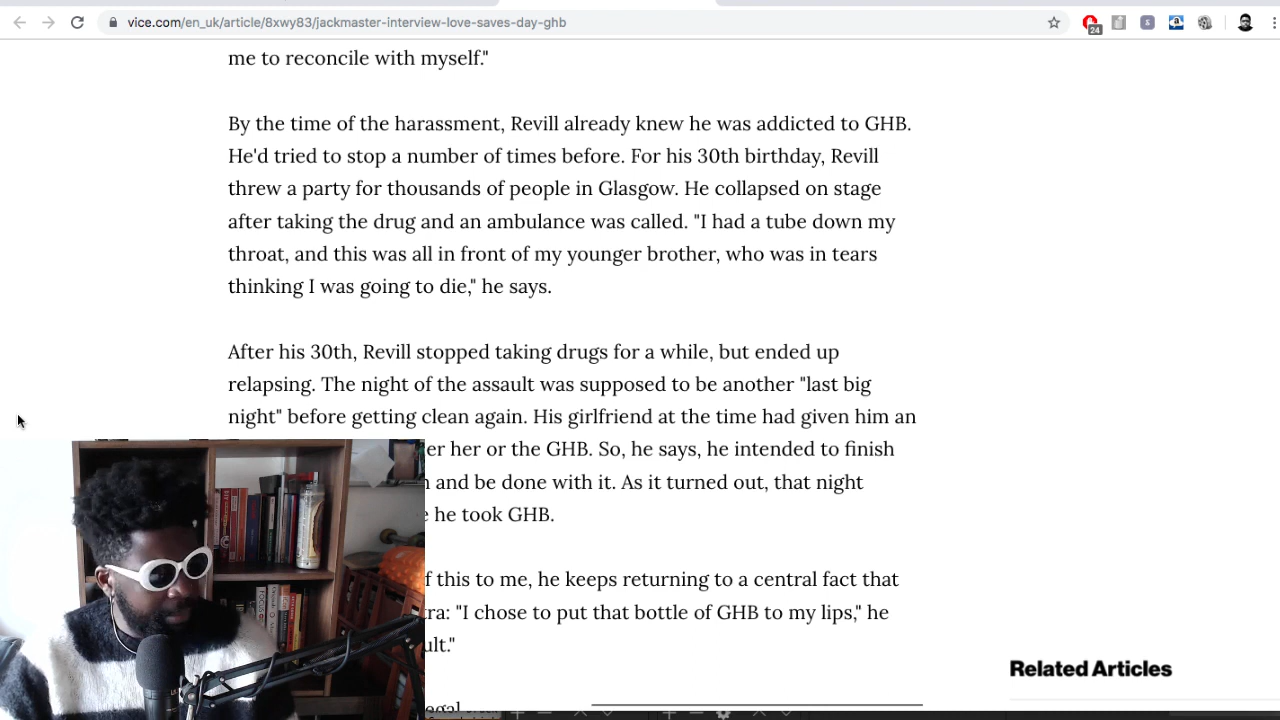 vice.com/en_uk/article/8xwy83/jackmaster-interview-love-saves-day-ghb
24
me to reconcile with myself."
By the time of the harassment, Revill already knew he was addicted to GHB.
He'd tried to stop a number of times before. For his 30th birthday, Revill
threw a party for thousands of people in Glasgow. He collapsed on stage
after taking the drug and an ambulance was called. "I had a tube down my
throat, and this was all in front of my younger brother, who was in tears
thinking I was going to die," he says.
After his 30th, Revill stopped taking drugs for a while, but ended up
relapsing. The night of the assault was supposed to be another "last big
night" before getting clean again. His girlfriend at the time had given him an
er her or the GHB. So, he says, he intended to finish
and be done with it. As it turned out, that night
he took GHB.
f this to me, he keeps returning to a central fact that
tra: "I chose to put that bottle of GHB to my lips," he
ult."
Related Articles
egal